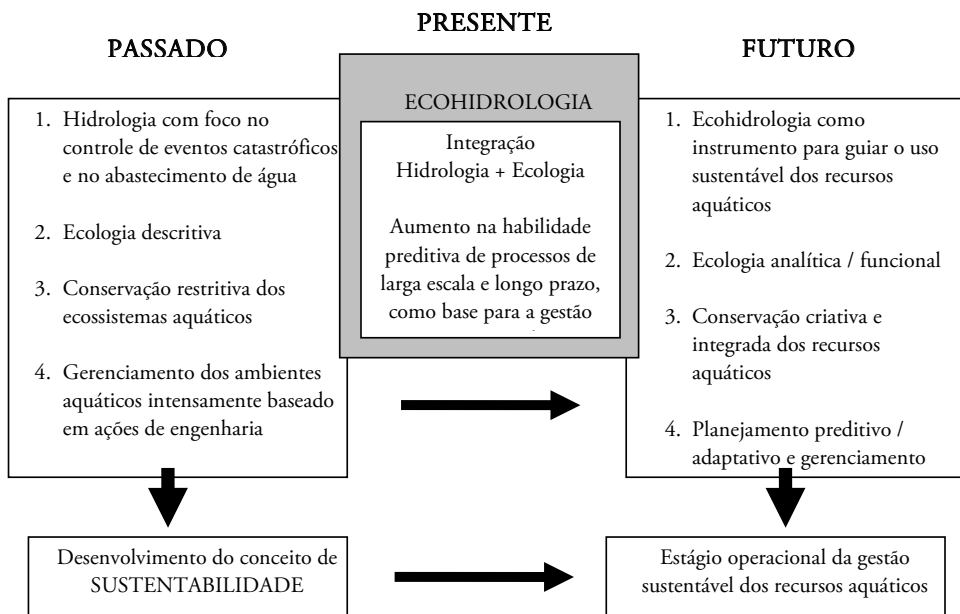 PASSADO
1. Hidrologia com foco no
controle de eventos catastróficos
e no abastecimento de água
2. Ecologia descritiva
3. Conservação restritiva dos
ecossistemas aquáticos
4. Gerenciamento dos ambientes
aquáticos intensamente baseado
em ações de engenharia
Desenvolvimento do conceito de
SUSTENTABILIDADE
PRESENTE
ECOHIDROLOGIA
Integração
Hidrologia + Ecologia
Aumento na habilidade
preditiva de processos de
larga escala e longo prazo,
como base para a gestão
FUTURO
1. Ecohidrologia como
instrumento para guiar o uso
sustentável dos recursos
aquáticos
2. Ecologia analítica / funcional
3. Conservação criativa e
integrada dos recursos
aquáticos
4. Planejamento preditivo /
adaptativo e gerenciamento
Estágio operacional da gestão
sustentável dos recursos aquáticos